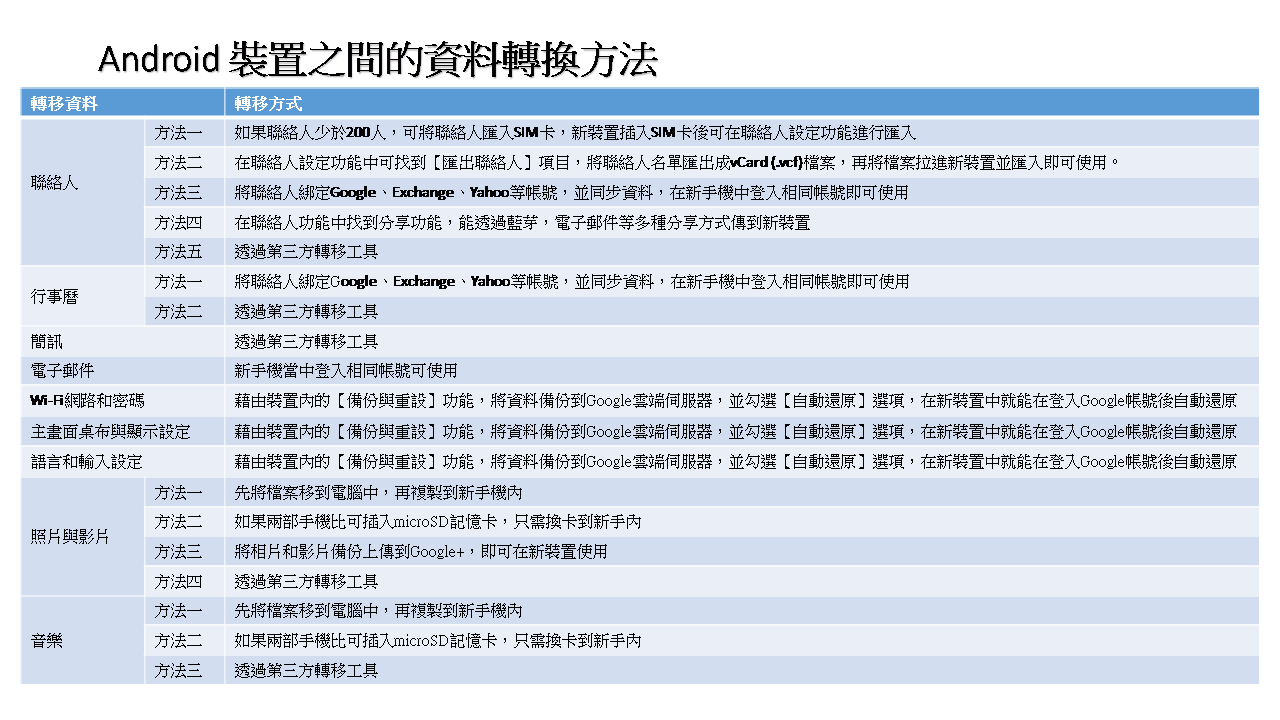 Android 裝置之間的資料轉換方法
轉移資料 轉移方式
聯絡人
方法一 如果聯絡人少於200人，可將聯絡人匯入SIM卡，新裝置插入SIM卡後可在聯絡人設定功能進行匯入
方法二 在聯絡人設定功能中可找到【匯出聯絡人】項目，將聯絡人名單匯出成vCard (.vcf)檔案，再將檔案拉進新裝置並匯入即可使用。
方法三 將聯絡人綁定Google、Exchange、Yahoo等帳號，並同步資料，在新手機中登入相同帳號即可使用
方法四 在聯絡人功能中找到分享功能，能透過藍芽，電子郵件等多種分享方式傳到新裝置
方法五 透過第三方轉移工具
行事曆
方法一 將聯絡人綁定Google、Exchange、Yahoo等帳號，並同步資料，在新手機中登入相同帳號即可使用
方法二 透過第三方轉移工具
簡訊 透過第三方轉移工具
電子郵件 新手機當中登入相同帳號可使用
Wi-Fi網路和密碼 藉由裝置內的【備份與重設】功能，將資料備份到Google雲端伺服器，並勾選【自動還原】選項，在新裝置中就能在登入Google帳號後自動還原
主畫面桌布與顯示設定 藉由裝置內的【備份與重設】功能，將資料備份到Google雲端伺服器，並勾選【自動還原】選項，在新裝置中就能在登入Google帳號後自動還原
語言和輸入設定 藉由裝置內的【備份與重設】功能，將資料備份到Google雲端伺服器，並勾選【自動還原】選項，在新裝置中就能在登入Google帳號後自動還原
照片與影片
方法一 先將檔案移到電腦中，再複製到新手機內
方法二 如果兩部手機比可插入microSD記憶卡，只需換卡到新手內
方法三 將相片和影片備份上傳到Google+，即可在新裝置使用
方法四 透過第三方轉移工具
音樂
方法一 先將檔案移到電腦中，再複製到新手機內
方法二 如果兩部手機比可插入microSD記憶卡，只需換卡到新手內
方法三 透過第三方轉移工具